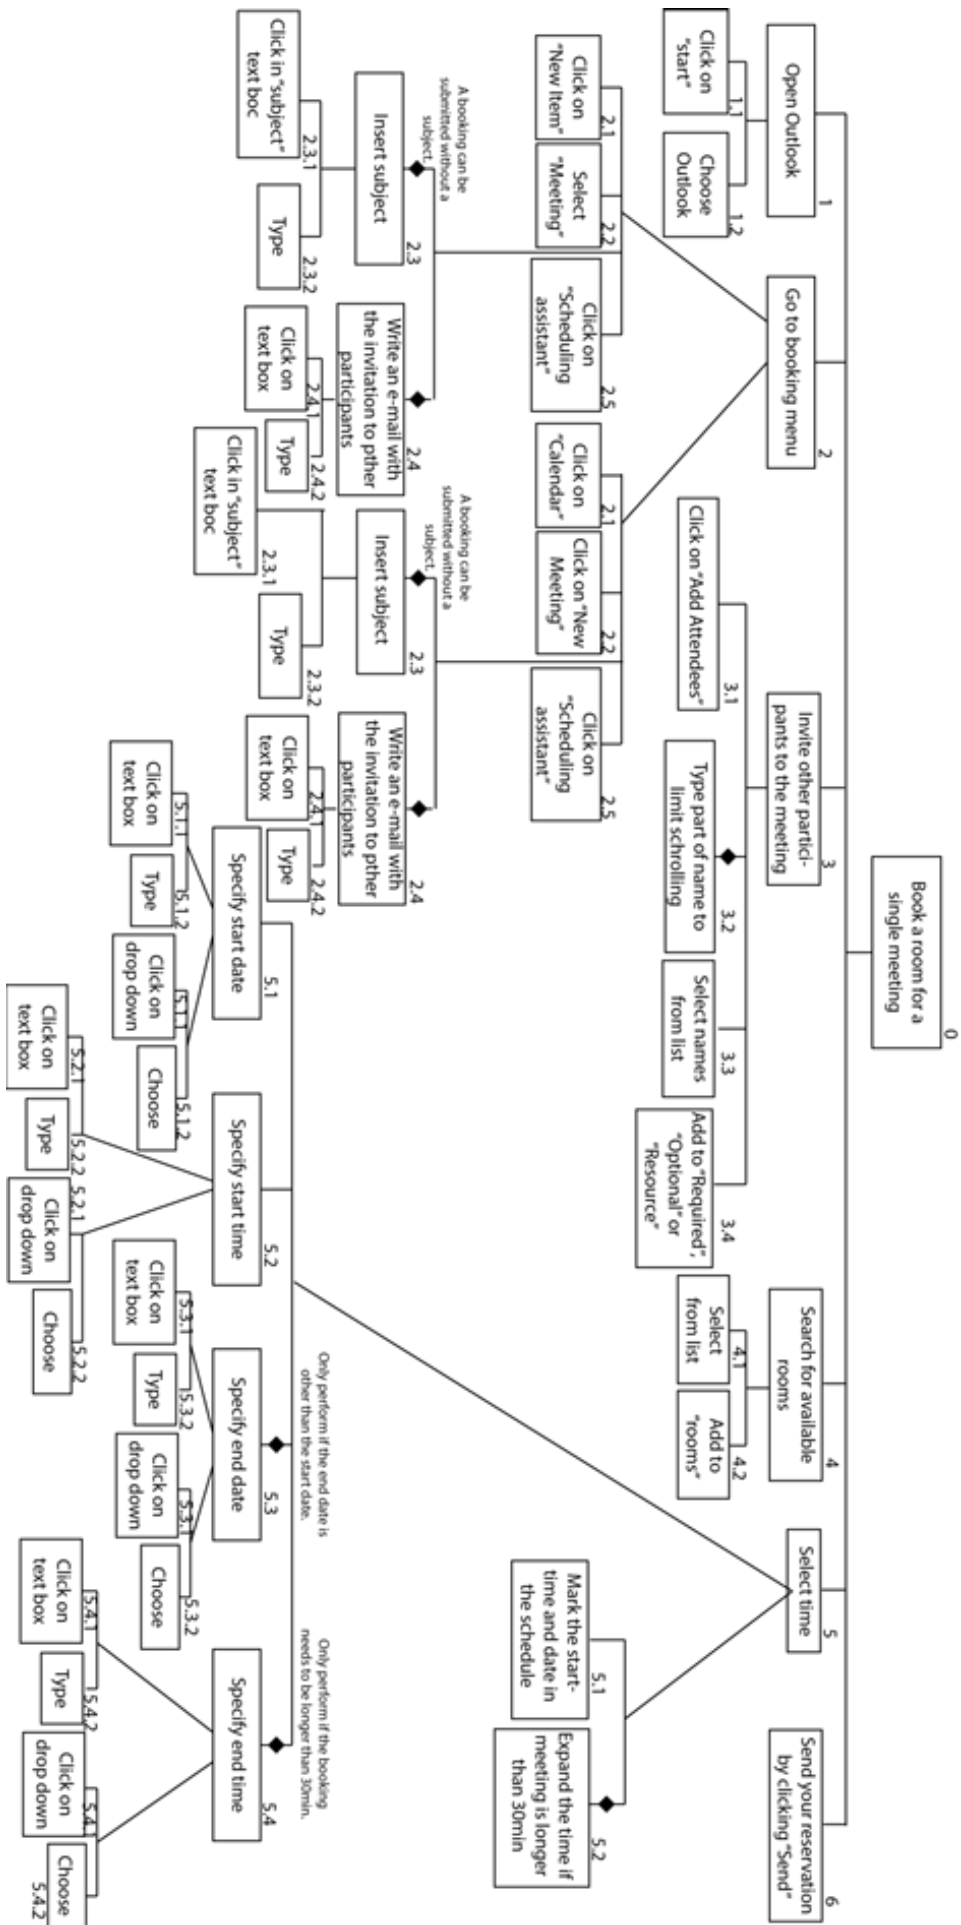 0
Book a room for a
single meeting
1
Open Outlook
1.1
Click on
"start"
1.2
Choose
Outlook
2
Go to booking menu
2.1
Click on
"New Item"
2.2
Select
"Meeting"
2.5
Click on
"Scheduling
assistant"
A booking can be
submitted without a
subject.
2.3
Insert subject
2.3.1
Click in "subject"
text boc
2.3.2
Type
2.4
Write an e-mail with
the invitation to pther
participants
2.4.1
Click on
text box
2.4.2
Type
2.1
Click on
"Calendar"
2.2
Click on "New
Meeting"
2.5
Click on
"Scheduling
assistant"
A booking can be
submitted without a
subject.
2.3
Insert subject
2.3.1
Click in "subject"
text boc
2.3.2
Type
2.4
Write an e-mail with
the invitation to pther
participants
2.4.1
Click on
text box
2.4.2
Type
3
Invite other partici-
pants to the meeting
3.1
Click on "Add Attendees"
3.2
Type part of name to
limit schrolling
3.3
Select names
from list
3.4
Add to "Required",
"Optional" or
"Resource"
4
Search for available
rooms
4.1
Select
from list
4.2
Add to
"rooms"
5
Select time
5.1
Specify start date
5.1.1
Click on
text box
5.1.2
Type
5.1.1
Click on
drop down
5.1.2
Choose
5.2
Specify start time
5.2.1
Click on
text box
5.2.2
Type
5.2.1
Click on
drop down
5.2.2
Choose
Only perform if the end date is
other than the start date.
5.3
Specify end date
5.3.1
Click on
text box
5.3.2
Type
5.3.1
Click on
drop down
5.3.2
Choose
Only perform if the booking
needs to be longer than 30min.
5.4
Specify end time
5.4.1
Click on
text box
5.4.2
Type
5.4.1
Click on
drop down
5.4.2
Choose
5.1
Mark the start-
time and date in
the schedule
5.2
Expand the time if
meeting is longer
than 30min
6
Send your reservation
by clicking "Send"